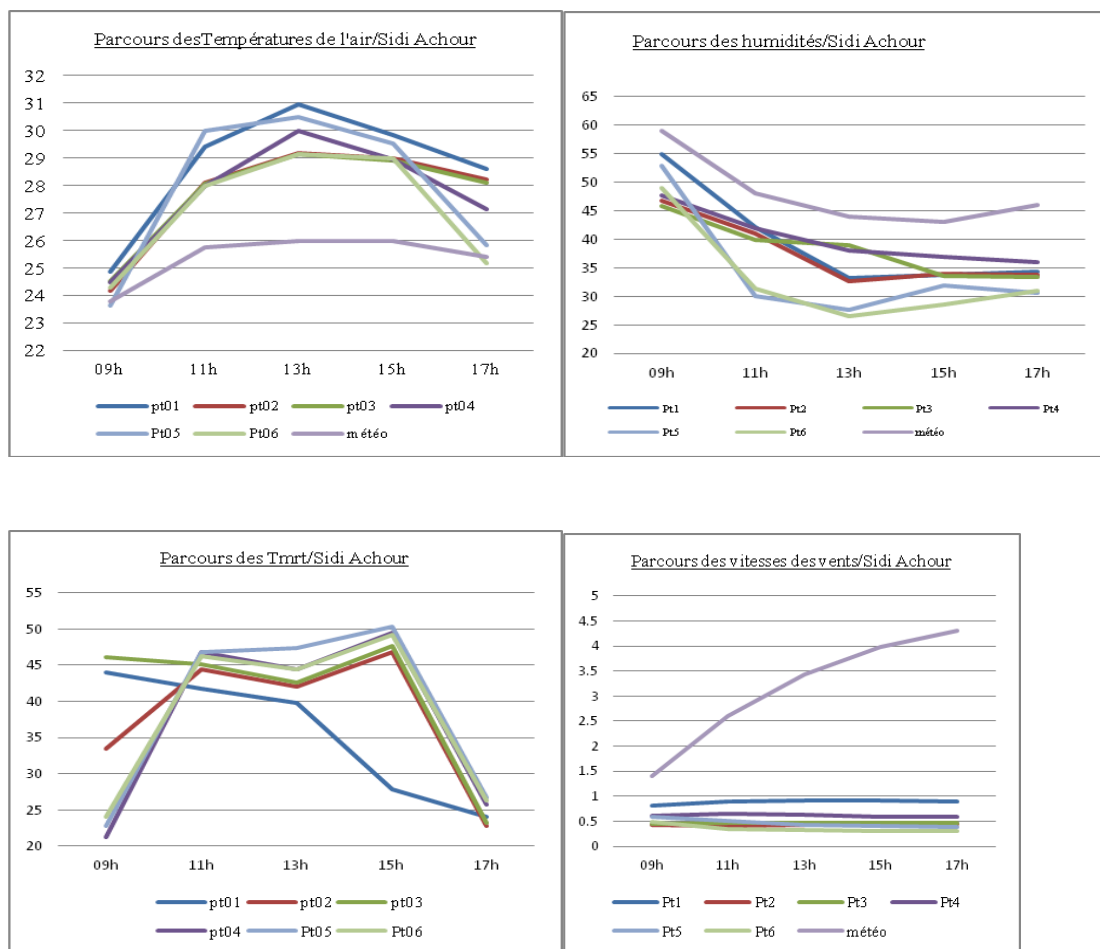 Parcours desTempératures de l'air/Sidi Achour
32
31
30
29
28
27
26
25
24
23
22
09h 11h 13h 15h 17h
pt01 pt02 pt03 pt04
Pt05 Pt06 météo
Parcours des humidités/Sidi Achour
65
60
55
50
45
40
35
30
25
20
09h 11h 13h 15h 17h
Pt1 Pt2 Pt3 Pt4
Pt5 Pt6 météo
Parcours des Tmrt/Sidi Achour
55
50
45
40
35
30
25
20
09h 11h 13h 15h 17h
pt01 pt02 pt03
pt04 Pt05 Pt06
Parcours des vitesses des vents/Sidi Achour
5
4.5
4
3.5
3
2.5
2
1.5
1
0.5
0
09h 11h 13h 15h 17h
Pt1 Pt2 Pt3 Pt4
Pt5 Pt6 météo